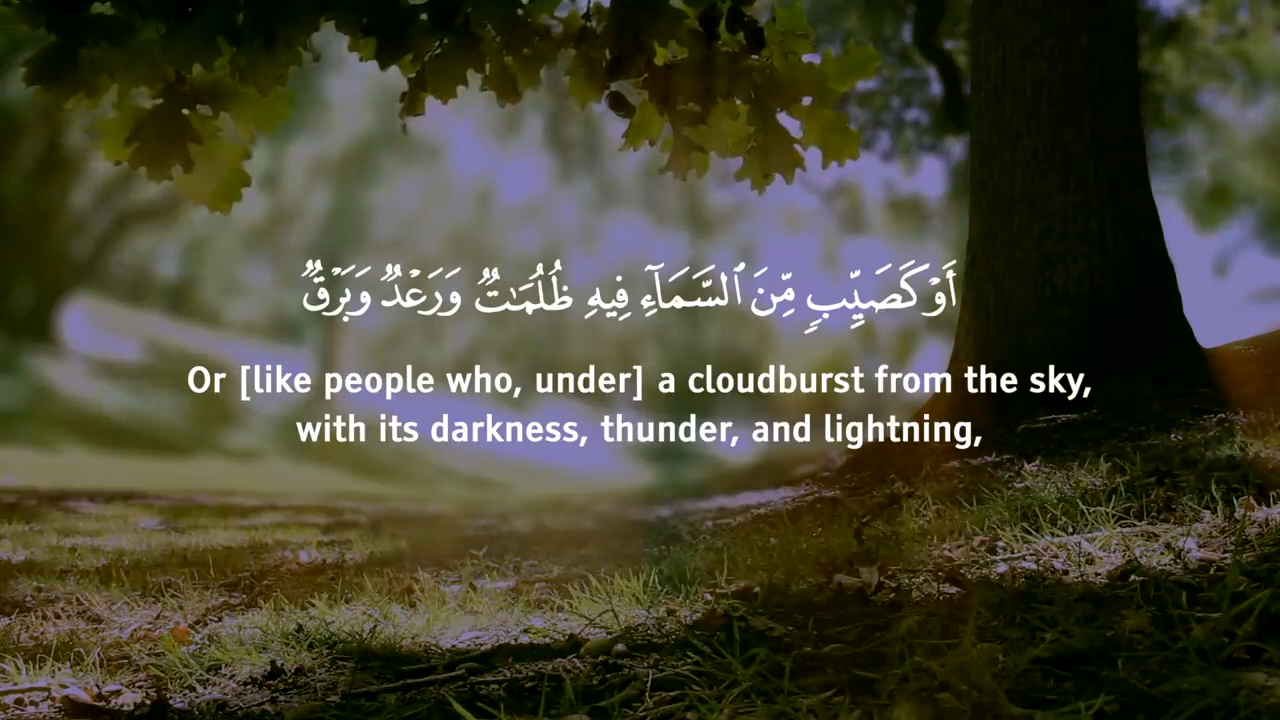 أَوْ كَصَيِّبٍ مِّنَ ٱلسَّمَآءِ فِيهِ ظُلُمَـٰتٌ وَرَعْدٌ وَبَرْقٌ
Or [like people who, under] a cloudburst from the sky,
with its darkness, thunder, and lightning,